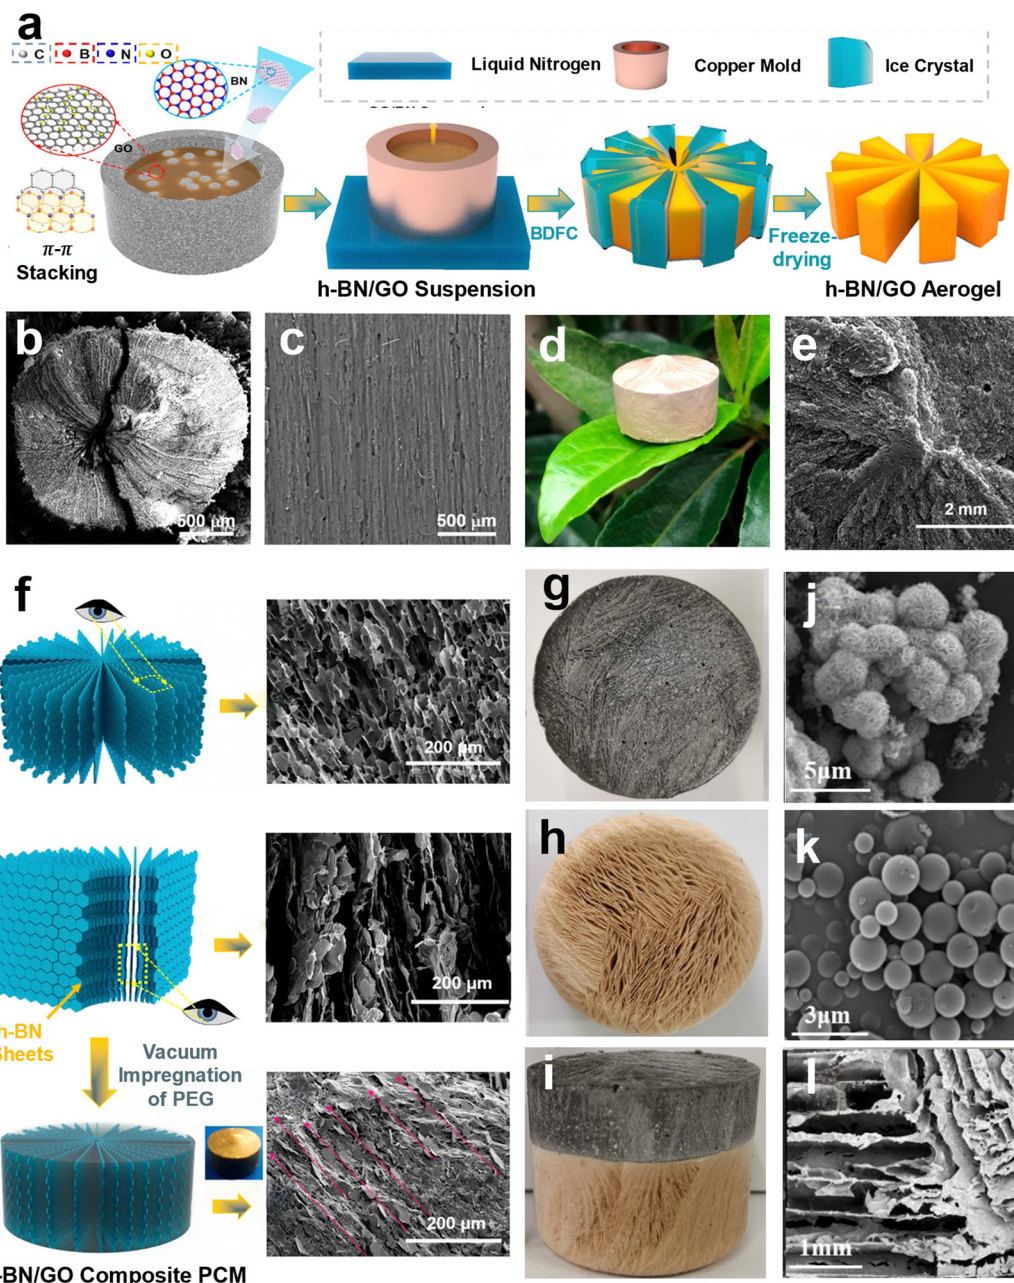 a
C B N O
BN
GO
π-π
Stacking
Liquid Nitrogen
Copper Mold
Ice Crystal
BDFC
Freeze-
drying
h-BN/GO Suspension
h-BN/GO Aerogel
b
500 μm
c
500 μm
d
e
2 mm
f
200 μm
g
j
5μm
200 μm
h
k
3μm
h-BN
Sheets
Vacuum
Impregnation
of PEG
200 μm
i
l
1mm
-BN/GO Composite PCM